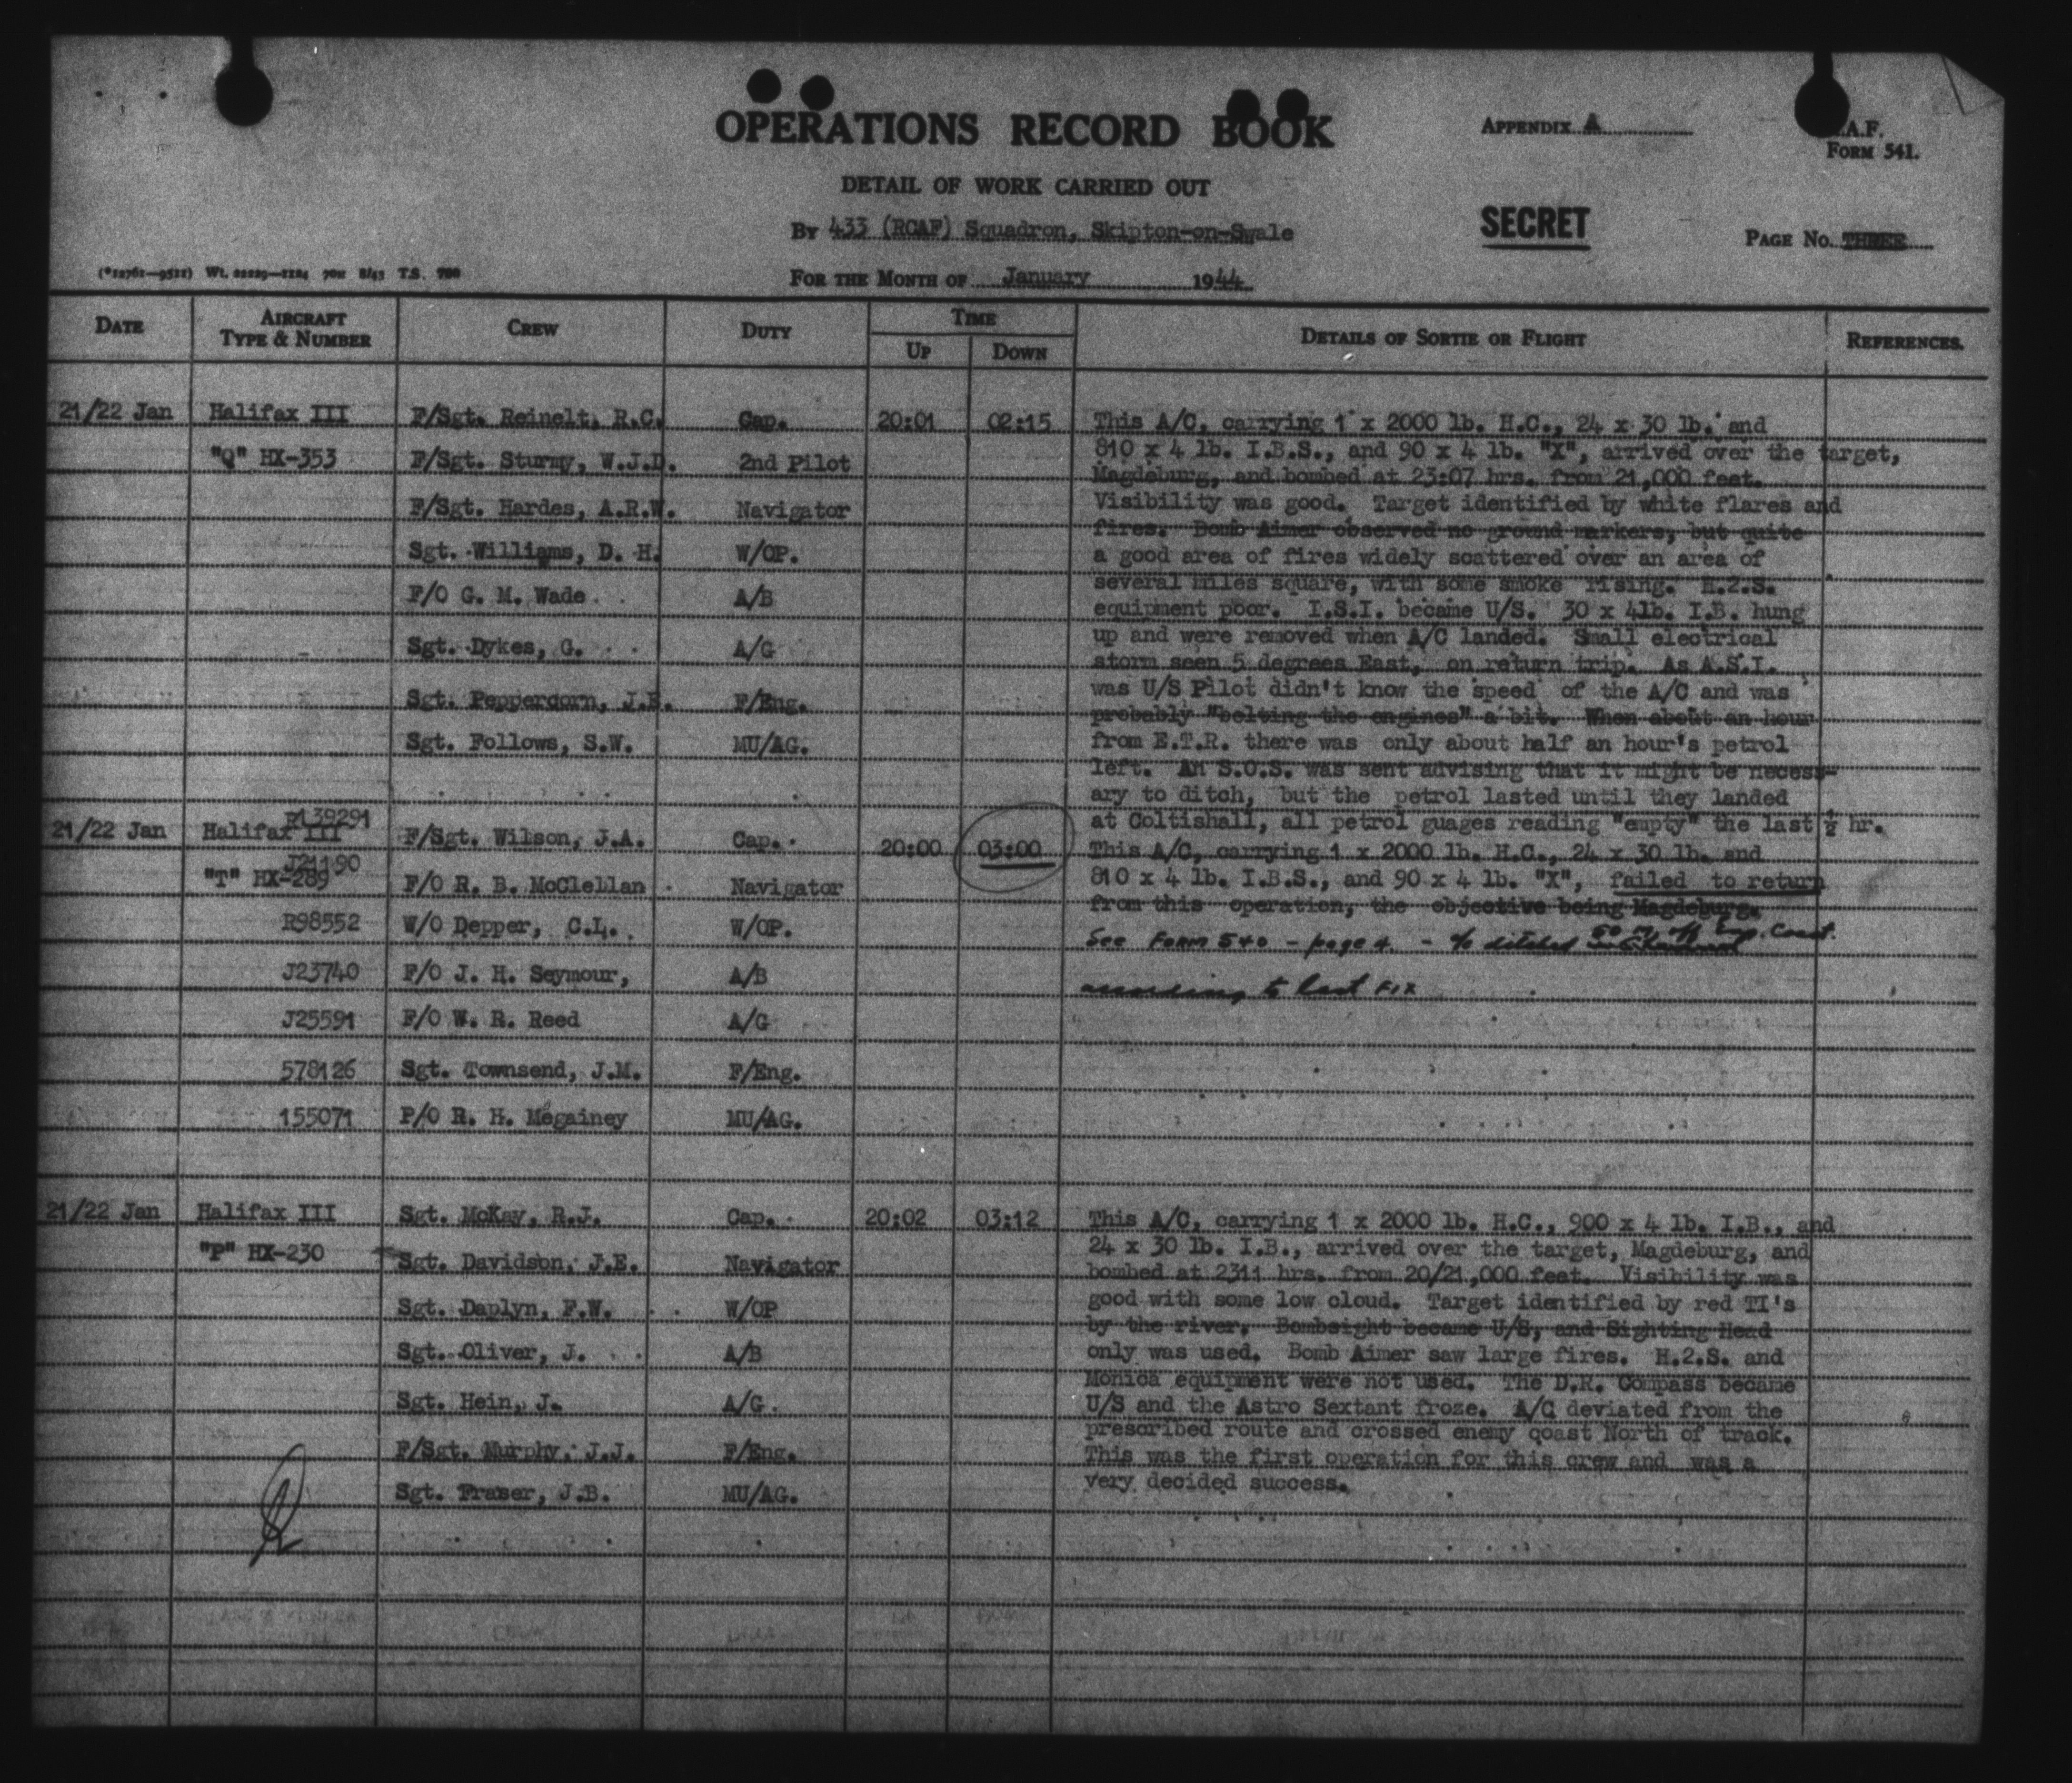 OPERATIONS RECORD BOOK
APPENDIX A
A.F.
FORM 541.
DETAIL OF WORK CARRIED OUT
By 433 (RCAF) Squadron, Skipton-on-Swale
SECRET
PAGE No. THREE
FOR THE MONTH OF January 1944
DATE
AIRCRAFT
TYPE & NUMBER
CREW
DUTY
TIME
UP
DOWN
DETAILS OF SORTIE OR FLIGHT
REFERENCES.
21/22 Jan Halifax III F/Sgt. Reinelt, R.C. Cap. 20:01 02:15
"Q" HX-353 F/Sgt. Sturmy, W.J.D. 2nd Pilot
F/Sgt. Hardes, A.R.W. Navigator
Sgt. Williams, D. H. W/OP.
F/O G. M. Wade A/B
Sgt. Dykes, G. A/G
Sgt. Peppercorn, J.E. F/Eng.
Sgt. Follows, S.W. MU/AG.
This A/C, carrying 1 x 2000 lb. H.C., 24 x 30 lb. and
810 x 4 lb. I.B.S., and 90 x 4 lb. "X", arrived over the target,
Magdeburg, and bombed at 23:07 hrs. from 21,000 feet.
Visibility was good. Target identified by white flares and
fires. Bomb Aimer observed no ground markers, but quite
a good area of fires widely scattered over an area of
several miles square, with some smoke rising. H.2.S.
equipment poor. I.S.I. became U/S. 30 x 4lb. I.B. hung
up and were removed when A/C landed. Small electrical
storm seen 5 degrees East, on return trip. As A.S.I.
was U/S Pilot didn't know the speed of the A/C and was
probably "belting the engines" a bit. When about an hour
from E.T.R. there was only about half an hour's petrol
left. An S.O.S. was sent advising that it might be necess-
ary to ditch, but the petrol lasted until they landed
at Coltishall, all petrol guages reading "empty" the last ½ hr.
21/22 Jan Halifax III R139291 F/Sgt. Wilson, J.A. Cap. 20:00 03:00
"T" HX-289 J21190 F/O R. B. McClellan Navigator
R98552 W/O Depper, C.L. W/OP.
J23740 F/O J. H. Seymour, A/B
J25591 F/O W. R. Reed A/G
578126 Sgt. Townsend, J.M. F/Eng.
155071 P/O R. H. Megainey MU/AG.
This A/C, carrying 1 x 2000 lb. H.C., 24 x 30 lb. and
810 x 4 lb. I.B.S., and 90 x 4 lb. "X", failed to return
from this operation, the objective being Magdeburg.
See Form 540 - page 4 - ditched 50 m off Eng. Coast.
according to last FIX
21/22 Jan Halifax III Sgt. McKay, R.J. Cap. 20:02 03:12
"P" HX-230 Sgt. Davidson, J.E. Navigator
Sgt. Daplyn, F.W. W/OP
Sgt. Oliver, J. A/B
Sgt. Hein, J. A/G.
F/Sgt. Murphy, J.J. F/Eng.
Sgt. Fraser, J.B. MU/AG.
This A/C, carrying 1 x 2000 lb. H.C., 900 x 4 lb. I.B., and
24 x 30 lb. I.B., arrived over the target, Magdeburg, and
bombed at 2311 hrs. from 20/21,000 feet. Visibility was
good with some low cloud. Target identified by red TI's
by the river. Bombsight became U/S, and Sighting Head
only was used. Bomb Aimer saw large fires. H.2.S. and
Monica equipment were not used. The D.R. Compass became
U/S and the Astro Sextant froze. A/C deviated from the
prescribed route and crossed enemy coast North of track.
This was the first operation for this crew and was a
very decided success.